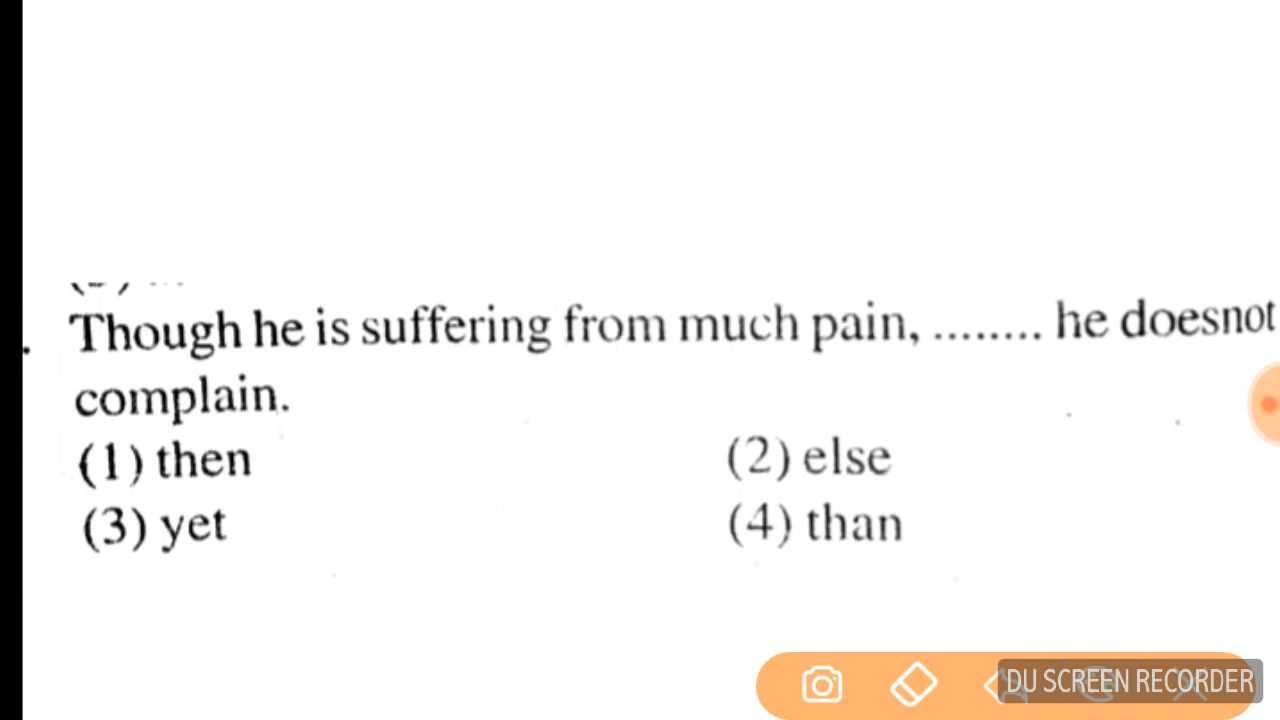 . Though he is suffering from much pain, ........ he doesnot
complain.
(1) then (2) else
(3) yet (4) than
DU SCREEN RECORDER